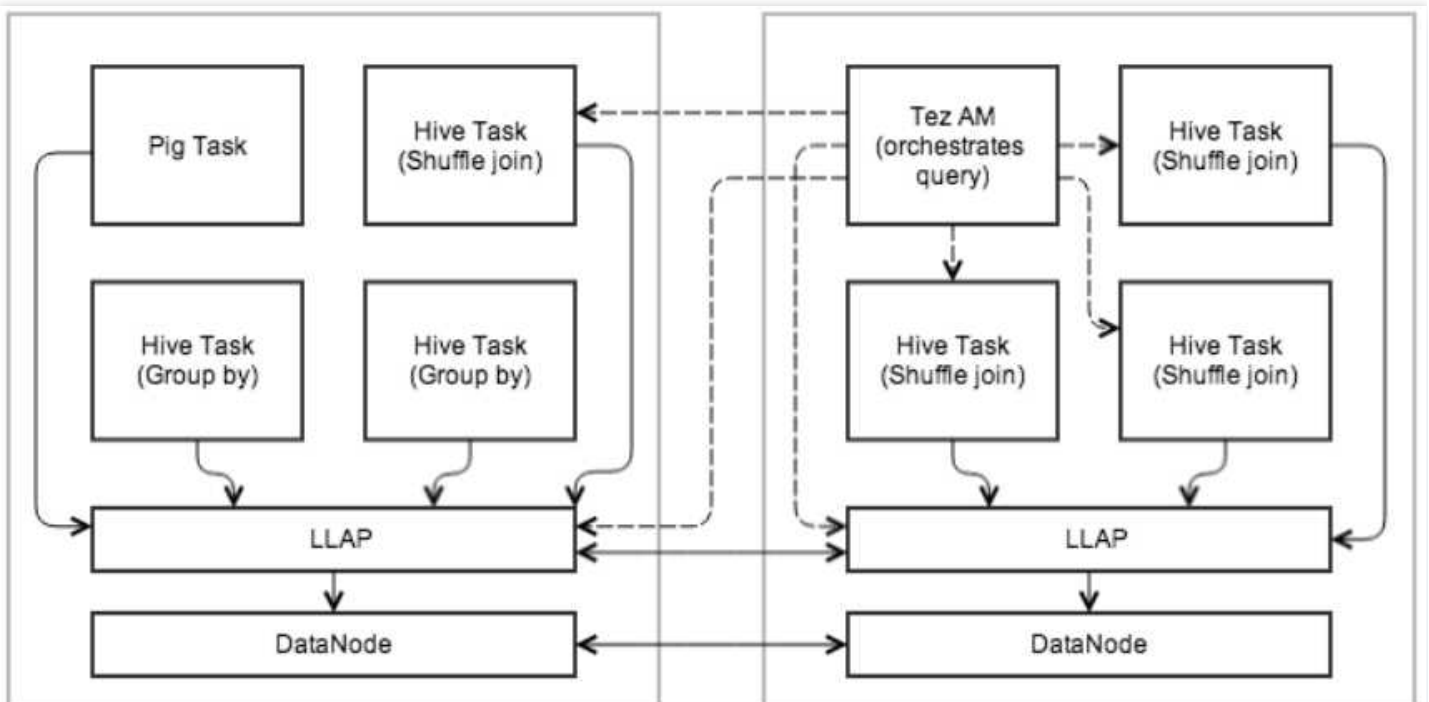 Pig Task
Hive Task
(Shuffle join)
Tez AM
(orchestrates
query)
Hive Task
(Shuffle join)
Hive Task
(Group by)
Hive Task
(Group by)
Hive Task
(Shuffle join)
Hive Task
(Shuffle join)
LLAP
LLAP
DataNode
DataNode